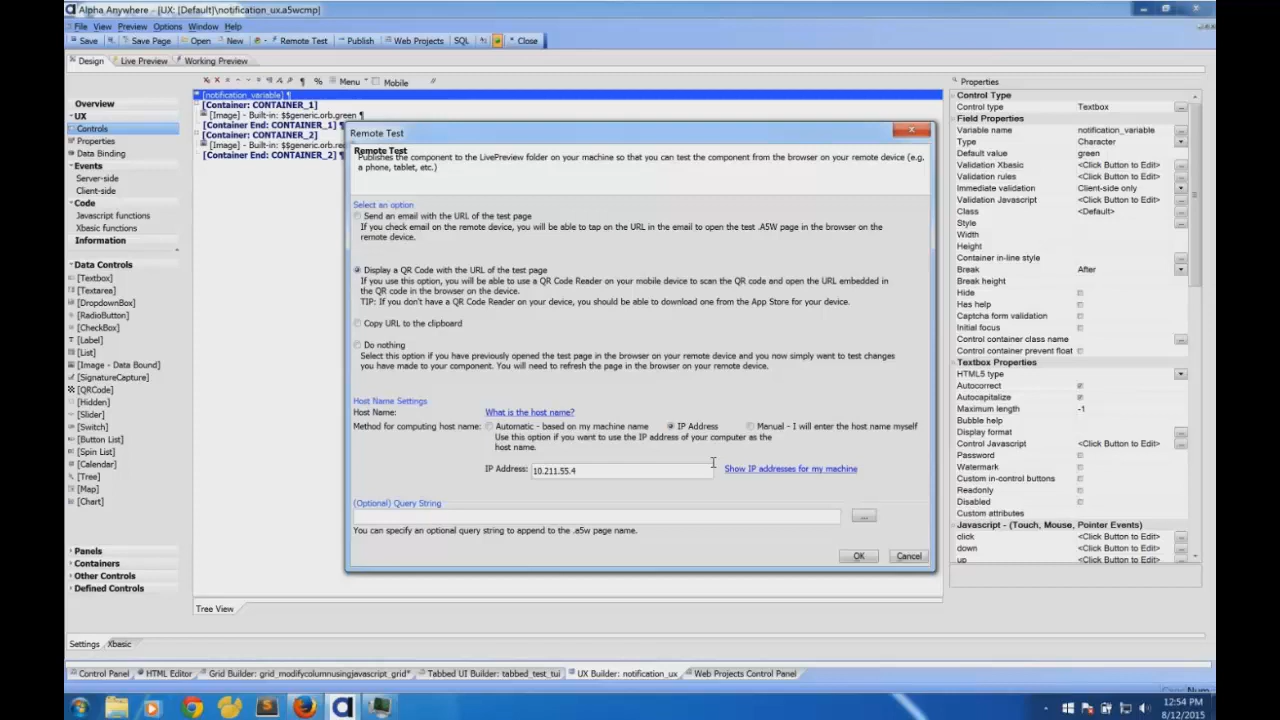 Alpha Anywhere - [UX: [Default]\notification_ux.a5wcmp]
File View Preview Options Window Help
Save Save Page Open New Remote Test Publish Web Projects SQL Close
Design Live Preview Working Preview
Menu Mobile
Overview
UX
Controls
Properties
Data Binding
Events
Server-side
Client-side
Code
Javascript functions
Xbasic functions
Information
Data Controls
[Textbox]
[Textarea]
[DropdownBox]
[RadioButton]
[CheckBox]
[Label]
[List]
[Image - Data Bound]
[SignatureCapture]
[QRCode]
[Hidden]
[Slider]
[Switch]
[Button List]
[Spin List]
[Calendar]
[Tree]
[Map]
[Chart]
Panels
Containers
Other Controls
Defined Controls
[notification_variable] ¶
[Container: CONTAINER_1]
[Image] - Built-in: $$generic.orb.green ¶
[Container End: CONTAINER_1] ¶
[Container: CONTAINER_2]
[Image] - Built-in: $$generic.orb.re
[Container End: CONTAINER_2] ¶
Tree View
Remote Test
Remote Test
Publishes the component to the LivePreview folder on your machine so that you can test the component from the browser on your remote device (e.g.
a phone, tablet, etc.)
Select an option
Send an email with the URL of the test page
If you check email on the remote device, you will be able to tap on the URL in the email to open the test .A5W page in the browser on the
remote device.
Display a QR Code with the URL of the test page
If you use this option, you will be able to use a QR Code Reader on your mobile device to scan the QR code and open the URL embedded in
the QR code in the browser on the device.
TIP: If you don't have a QR Code Reader on your device, you should be able to download one from the App Store for your device.
Copy URL to the clipboard
Do nothing
Select this option if you have previously opened the test page in the browser on your remote device and you now simply want to test changes
you have made to your component. You will need to refresh the page in the browser on your remote device.
Host Name Settings
Host Name: What is the host name?
Method for computing host name: Automatic - based on my machine name IP Address Manual - I will enter the host name myself
Use this option if you want to use the IP address of your computer as the
host name.
IP Address: 10.211.55.4 Show IP addresses for my machine
(Optional) Query String
...
You can specify an optional query string to append to the .a5w page name.
OK Cancel
Properties
Control Type
Control type Textbox
Field Properties
Variable name notification_variable
Type Character
Default value green
Validation Xbasic <Click Button to Edit>
Validation rules <Click Button to Edit>
Immediate validation Client-side only
Validation Javascript <Click Button to Edit>
Class <Default>
Style
Width
Height
Container in-line style
Break After
Break height
Hide
Has help
Captcha form validation
Initial focus
Control container class name
Control container prevent float
Textbox Properties
HTML5 type
Autocorrect
Autocapitalize
Maximum length -1
Bubble help
Display format
Control Javascript <Click Button to Edit>
Password
Watermark
Custom in-control buttons
Readonly
Disabled
Custom attributes
Javascript - (Touch, Mouse, Pointer Events)
click <Click Button to Edit>
down <Click Button to Edit>
up <Click Button to Edit>
Settings Xbasic
Control Panel HTML Editor Grid Builder: grid_modifycolumnusingjavascript_grid* Tabbed UI Builder: tabbed_test_tui UX Builder: notification_ux Web Projects Control Panel
12:54 PM
8/12/2015